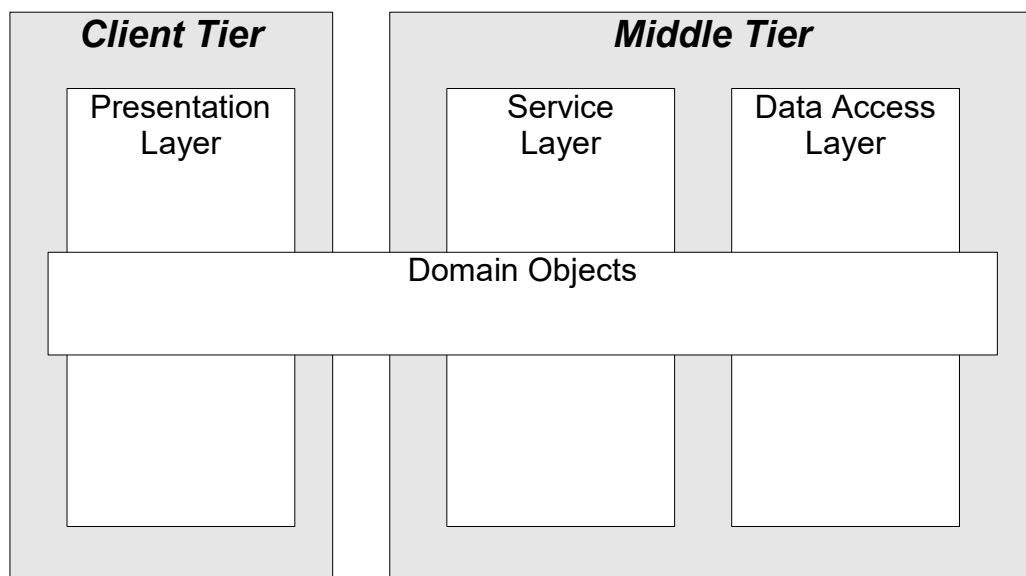 Client Tier
Middle Tier
Presentation
Layer
Service
Layer
Data Access
Layer
Domain Objects